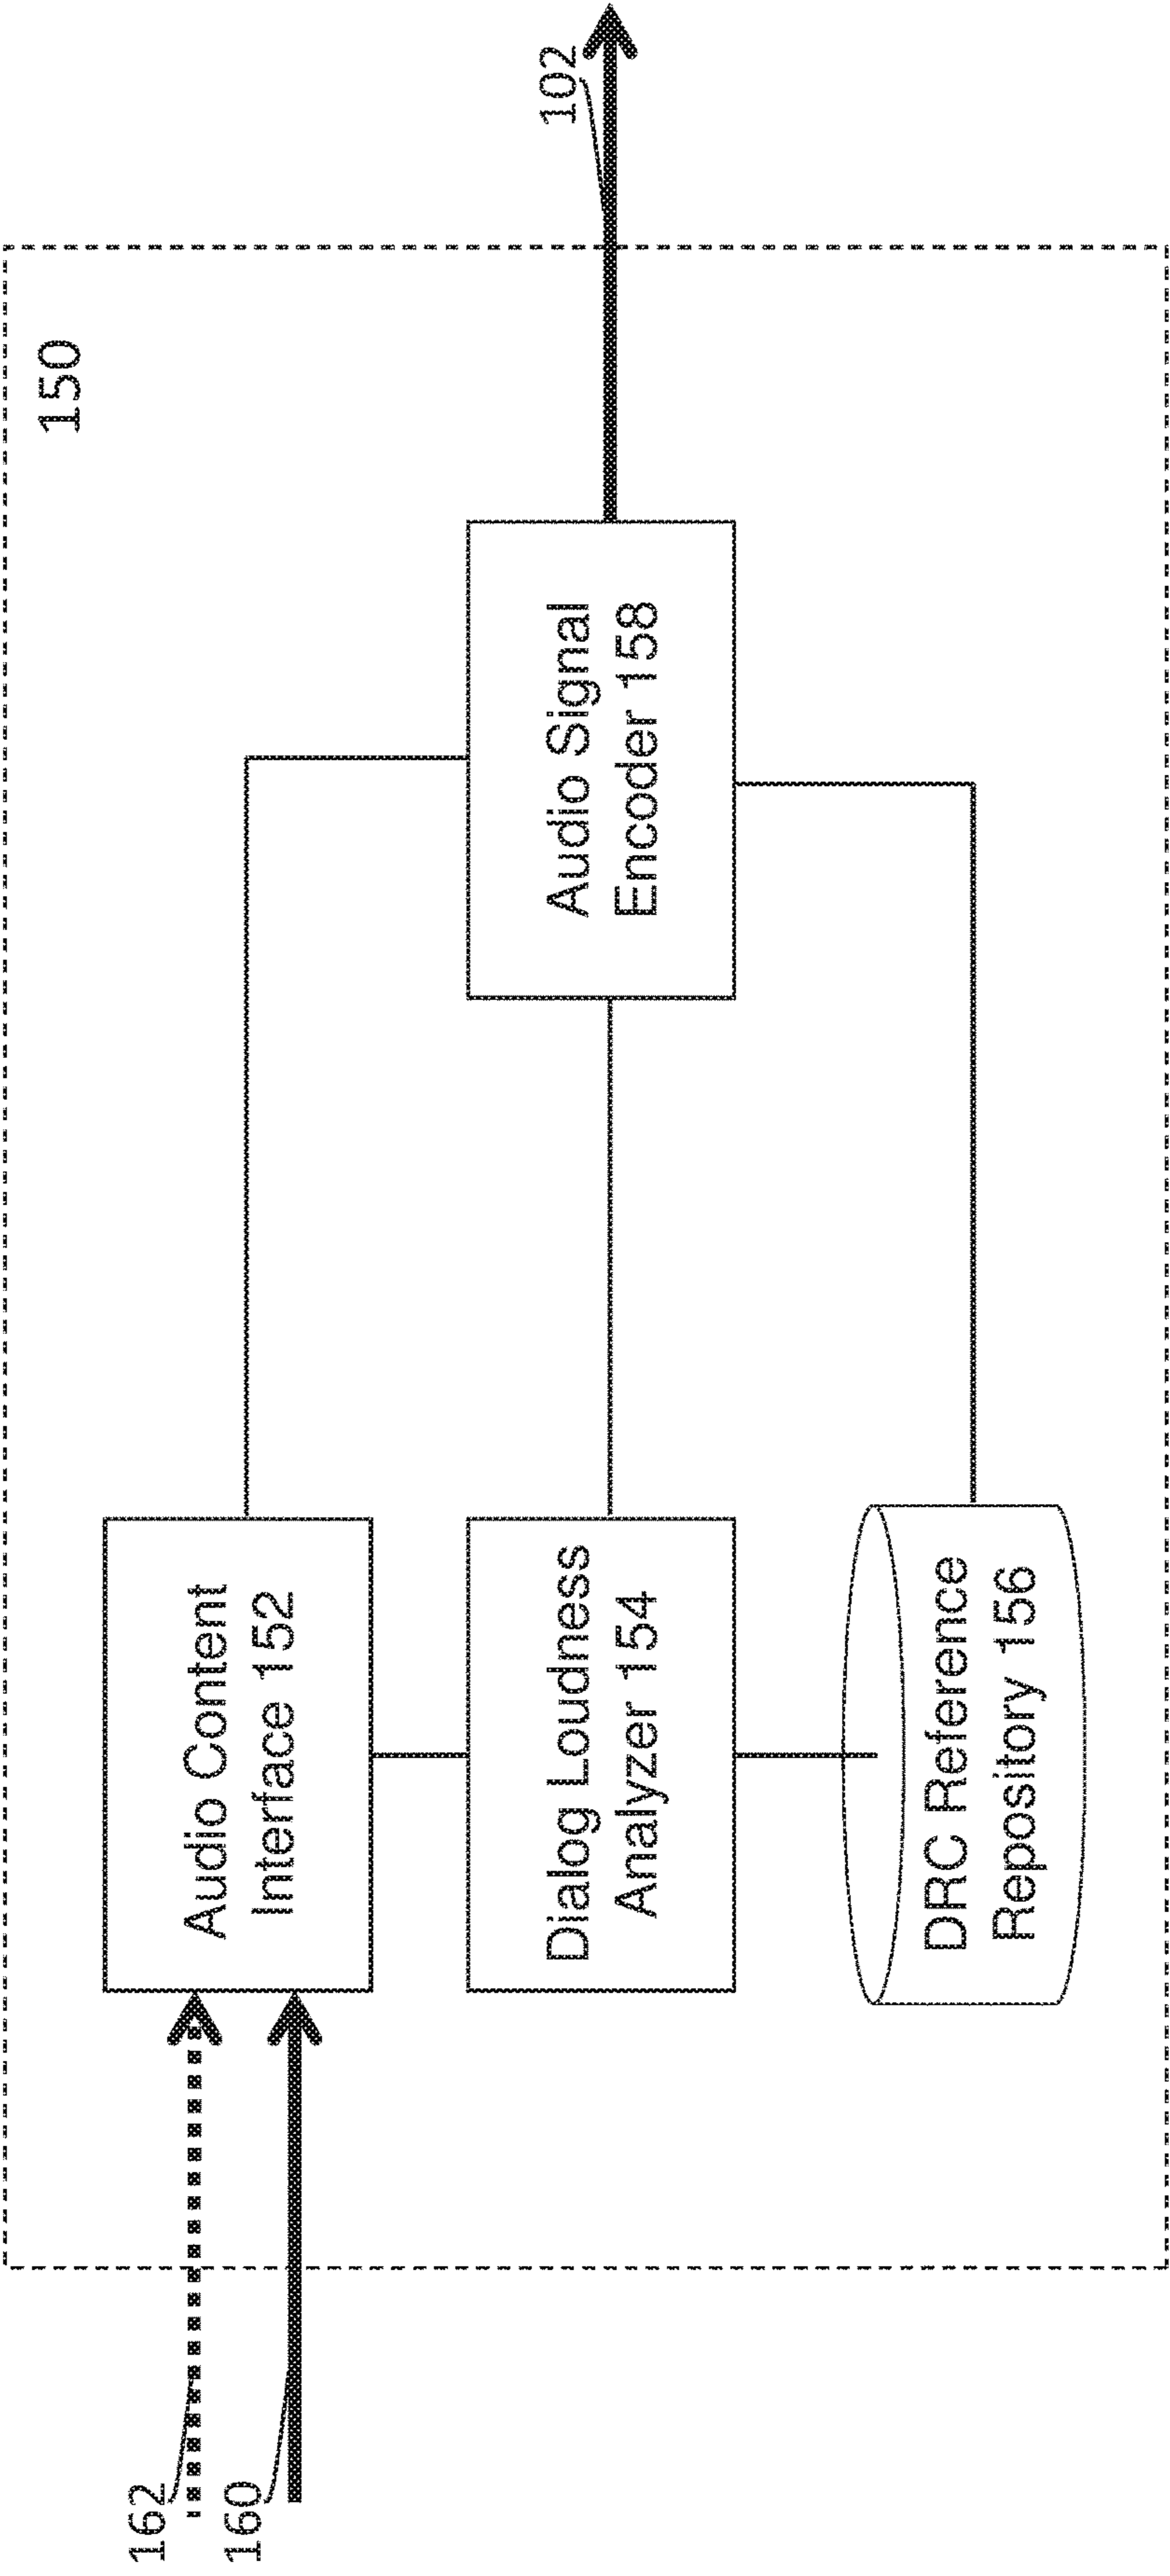 150
162
160
Audio Content
Interface 152
Dialog Loudness
Analyzer 154
DRC Reference
Repository 156
Audio Signal
Encoder 158
102